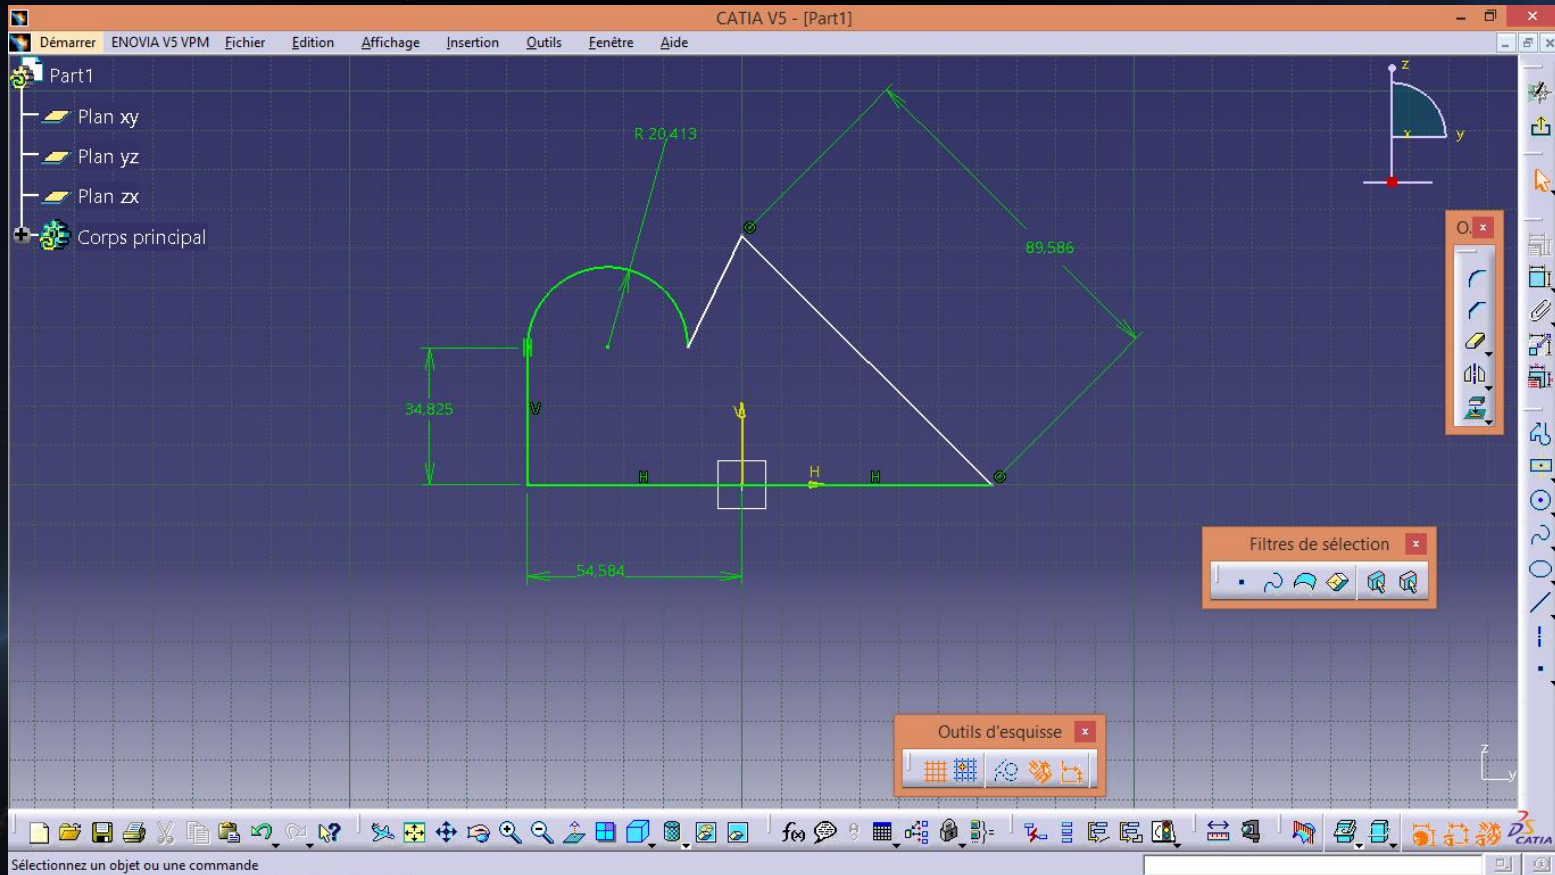 CATIA V5 - [Part1]
Démarrer ENOVIA V5 VPM Fichier Edition Affichage Insertion Outils Fenêtre Aide
Part1
Plan xy
Plan yz
Plan zx
Corps principal
R 20,413
89,586
34,825
54,584
V
V
H
H
H
z
x
y
O.
Filtres de sélection
Outils d'esquisse
z
y
f(x)
DS CATIA
Sélectionnez un objet ou une commande